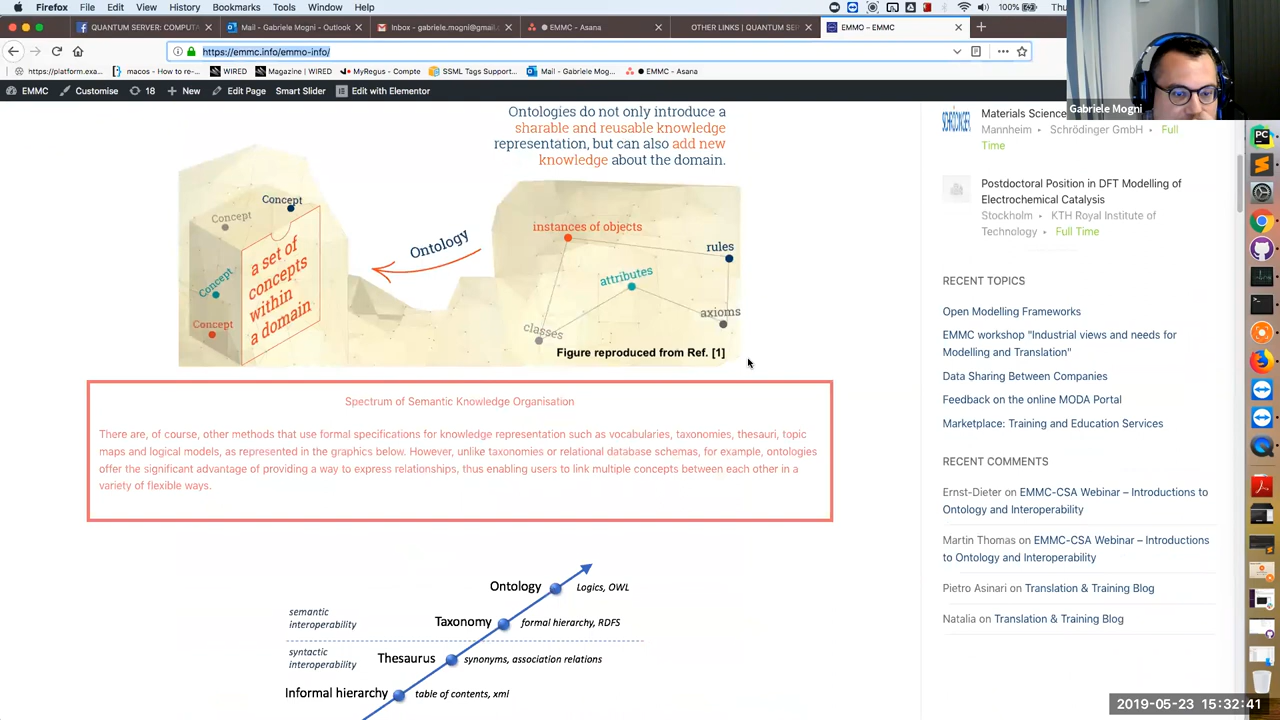 Firefox File Edit View History Bookmarks Tools Window Help 100% Thu
QUANTUM SERVER: COMPUTA Mail - Gabriele Mogni - Outlook Inbox - gabriele.mogni@gmail. EMMC - Asana OTHER LINKS | QUANTUM SERV EMMO – EMMC
https://emmc.info/emmo-info/
https://platform.exa... macos - How to re-... WIRED Magazine | WIRED MyRegus - Compte SSML Tags Support... Mail - Gabriele Mog... EMMC - Asana
EMMC Customise 18 New Edit Page Smart Slider Edit with Elementor
Gabriele Mogni
Ontologies do not only introduce a
sharable and reusable knowledge
representation, but can also add new
knowledge about the domain.
Concept
Concept
Concept
Concept
a set of
concepts
within
a domain
Ontology
instances of objects
rules
attributes
axioms
classes
Figure reproduced from Ref. [1]
Spectrum of Semantic Knowledge Organisation
There are, of course, other methods that use formal specifications for knowledge representation such as vocabularies, taxonomies, thesauri, topic
maps and logical models, as represented in the graphics below. However, unlike taxonomies or relational database schemas, for example, ontologies
offer the significant advantage of providing a way to express relationships, thus enabling users to link multiple concepts between each other in a
variety of flexible ways.
Ontology Logics, OWL
semantic
interoperability
Taxonomy formal hierarchy, RDFS
syntactic
interoperability
Thesaurus synonyms, association relations
Informal hierarchy table of contents, xml
SCHRÖDINGER
Materials Science
Mannheim Schrödinger GmbH Full
Time
Postdoctoral Position in DFT Modelling of
Electrochemical Catalysis
Stockholm KTH Royal Institute of
Technology Full Time
RECENT TOPICS
Open Modelling Frameworks
EMMC workshop "Industrial views and needs for
Modelling and Translation"
Data Sharing Between Companies
Feedback on the online MODA Portal
Marketplace: Training and Education Services
RECENT COMMENTS
Ernst-Dieter on EMMC-CSA Webinar – Introductions to
Ontology and Interoperability
Martin Thomas on EMMC-CSA Webinar – Introductions
to Ontology and Interoperability
Pietro Asinari on Translation & Training Blog
Natalia on Translation & Training Blog
PC
2019-05-23 15:32:41